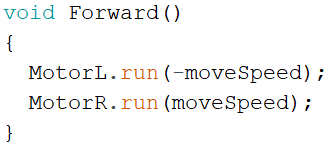 void Forward()
{
  MotorL.run(-moveSpeed);
  MotorR.run(moveSpeed);
}